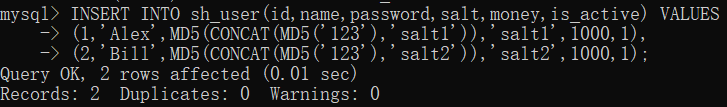 mysql> INSERT INTO sh_user(id,name,password,salt,money,is_active) VALUES
    -> (1,'Alex',MD5(CONCAT(MD5('123'),'salt1')),'salt1',1000,1),
    -> (2,'Bill',MD5(CONCAT(MD5('123'),'salt2')),'salt2',1000,1);
Query OK, 2 rows affected (0.01 sec)
Records: 2  Duplicates: 0  Warnings: 0